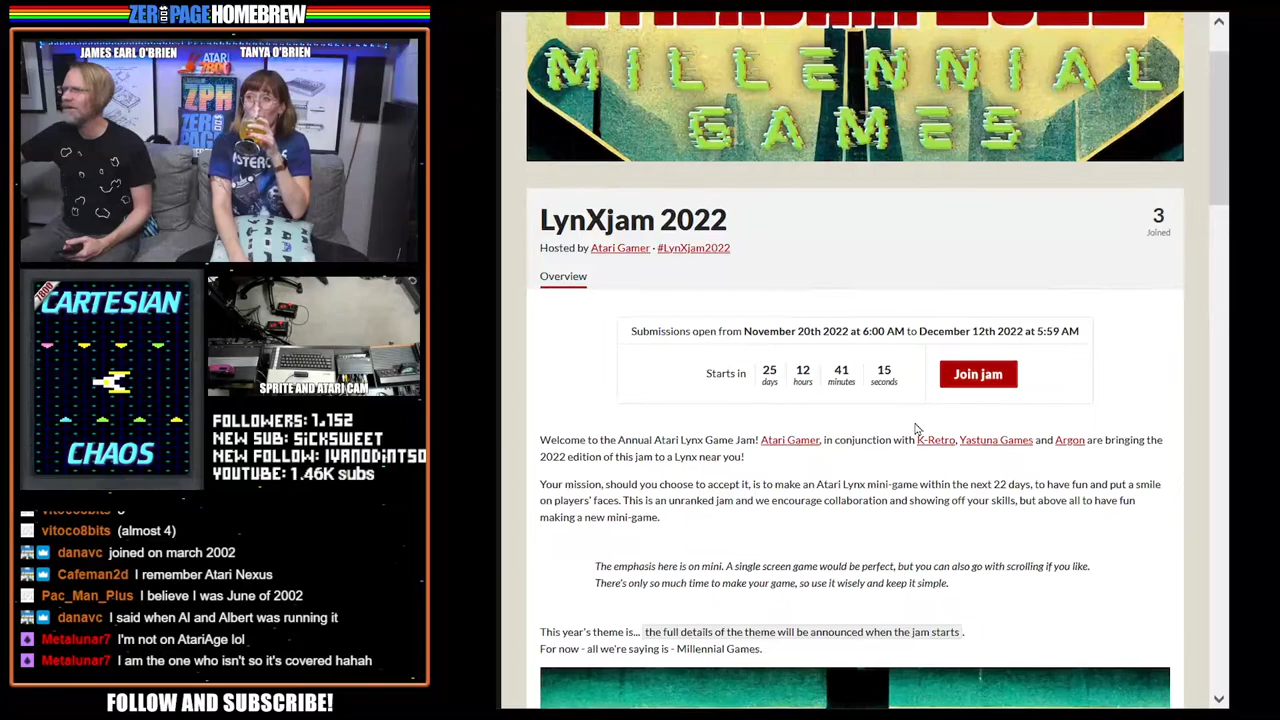 ZERO PAGE HOMEBREW
JAMES EARL O'BRIEN
TANYA O'BRIEN
ATARI
7800
ZPH
ZERO
PAGE
7800
CARTESIAN
CHAOS
SPRITE AND ATARI CAM
FOLLOWERS: 1,152
NEW SUB: SICKSWEET
NEW FOLLOW: IVANODINTSO
YOUTUBE: 1.46K subs
vitoco8bits
vitoco8bits (almost 4)
danavc joined on march 2002
Cafeman2d I remember Atari Nexus
Pac_Man_Plus I believe I was June of 2002
danavc I said when Al and Albert was running it
Metalunar7 I'm not on AtariAge lol
Metalunar7 I am the one who isn't so it's covered hahah
FOLLOW AND SUBSCRIBE!
MILLENNIAL
GAMES
LynXjam 2022
3
Joined
Hosted by Atari Gamer · #LynXjam2022
Overview
Submissions open from November 20th 2022 at 6:00 AM to December 12th 2022 at 5:59 AM
Starts in
25 days
12 hours
41 minutes
15 seconds
Join jam
Welcome to the Annual Atari Lynx Game Jam! Atari Gamer, in conjunction with K-Retro, Yastuna Games and Argon are bringing the
2022 edition of this jam to a Lynx near you!
Your mission, should you choose to accept it, is to make an Atari Lynx mini-game within the next 22 days, to have fun and put a smile
on players' faces. This is an unranked jam and we encourage collaboration and showing off your skills, but above all to have fun
making a new mini-game.
The emphasis here is on mini. A single screen game would be perfect, but you can also go with scrolling if you like.
There's only so much time to make your game, so use it wisely and keep it simple.
This year's theme is... the full details of the theme will be announced when the jam starts .
For now - all we're saying is - Millennial Games.